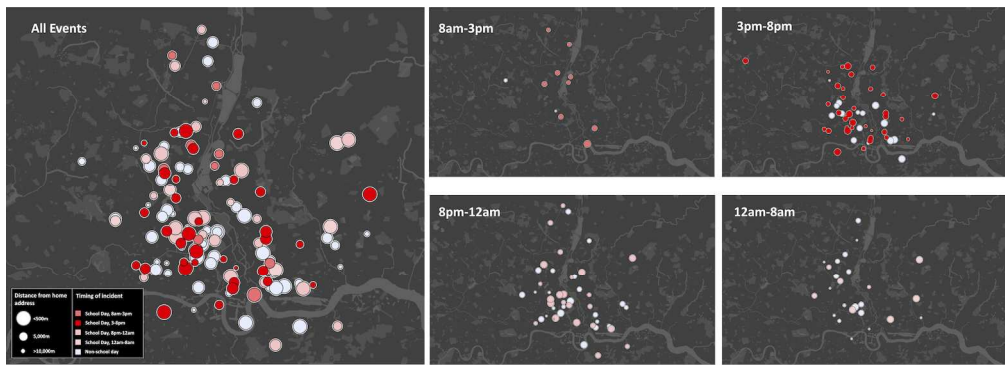 All Events
8am-3pm
3pm-8pm
8pm-12am
12am-8am
Distance from home
address
<500m
5,000m
>10,000m
Timing of Incident
School Day, 8am-3pm
School Day, 3-8pm
School Day, 8pm-12am
School Day, 12am-8am
Non-school day